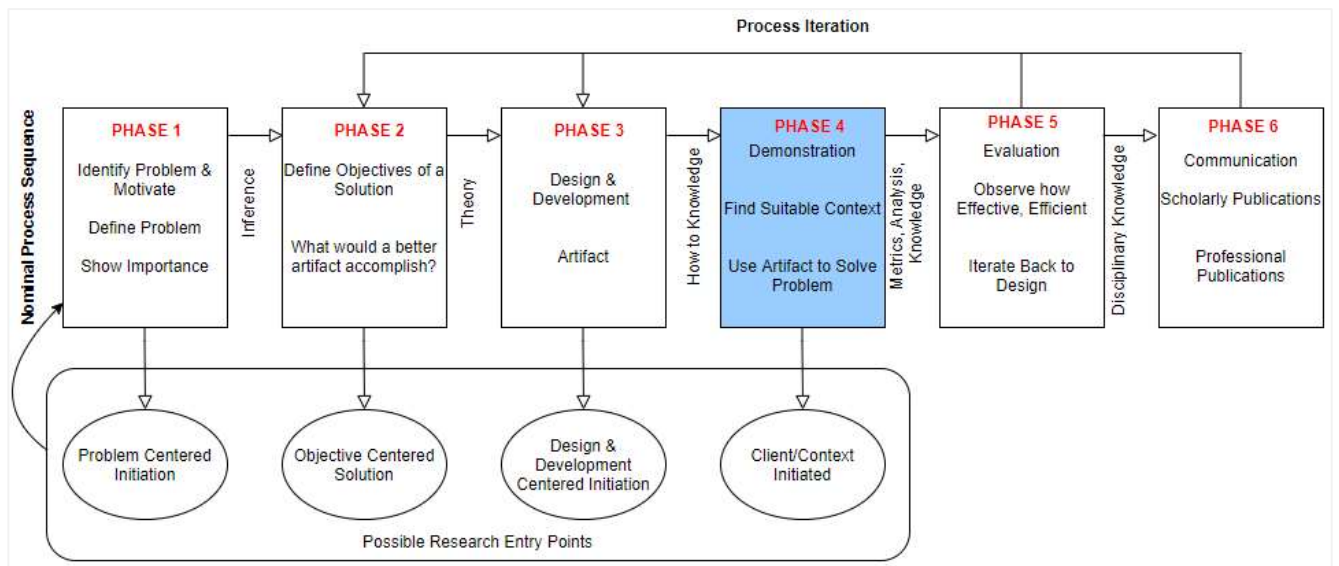 Process Iteration
Nominal Process Sequence
PHASE 1
Identify Problem &
Motivate
Define Problem
Show Importance
Inference
PHASE 2
Define Objectives of a
Solution
What would a better
artifact accomplish?
Theory
PHASE 3
Design &
Development
Artifact
How to Knowledge
PHASE 4
Demonstration
Find Suitable Context
Use Artifact to Solve
Problem
Metrics, Analysis,
Knowledge
PHASE 5
Evaluation
Observe how
Effective, Efficient
Iterate Back to
Design
Disciplinary Knowledge
PHASE 6
Communication
Scholarly Publications
Professional
Publications
Problem Centered
Initiation
Objective Centered
Solution
Design &
Development
Centered Initiation
Client/Context
Initiated
Possible Research Entry Points